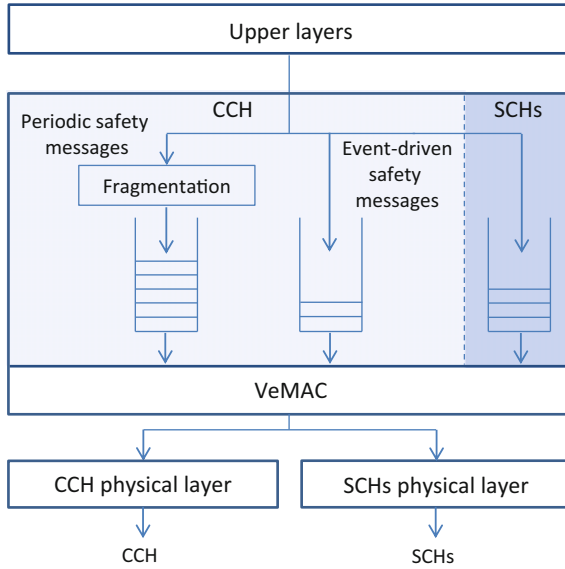 Upper layers
CCH
SCHs
Periodic safety
messages
Event-driven
safety
messages
Fragmentation
VeMAC
CCH physical layer
SCHs physical layer
CCH
SCHs